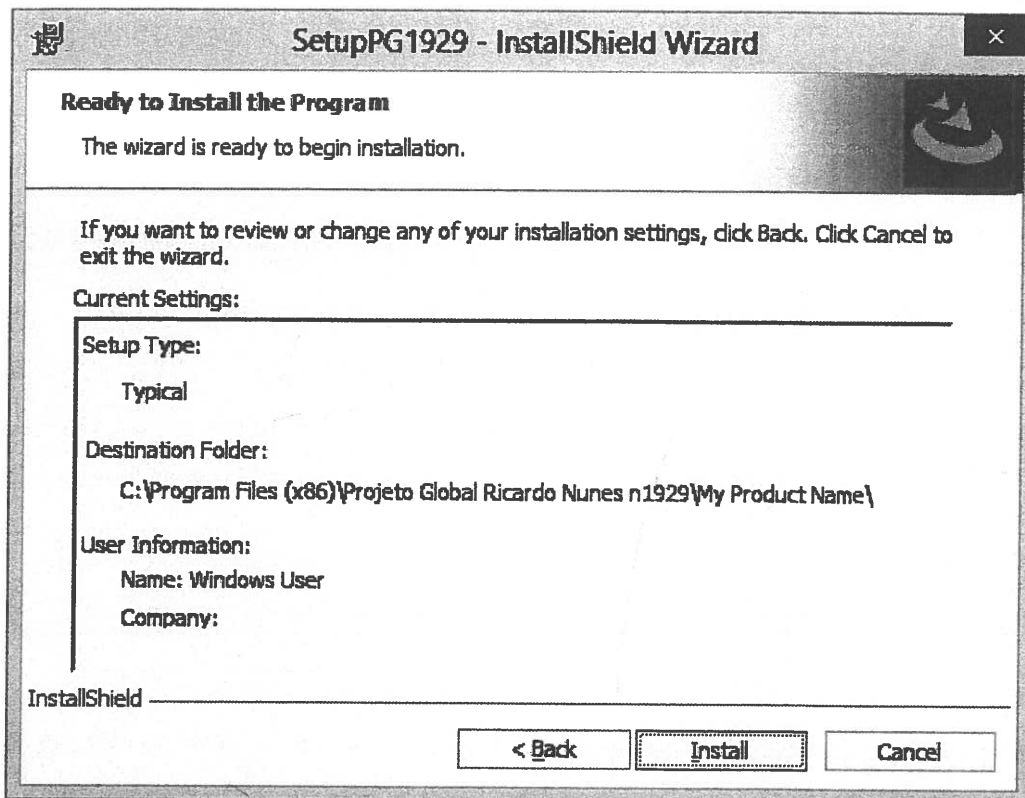 SetupPG1929 - InstallShield Wizard
Ready to Install the Program
The wizard is ready to begin installation.
If you want to review or change any of your installation settings, click Back. Click Cancel to
exit the wizard.
Current Settings:
Setup Type:
Typical
Destination Folder:
C:\Program Files (x86)\Projeto Global Ricardo Nunes n1929\My Product Name\
User Information:
Name: Windows User
Company:
InstallShield
< Back
Install
Cancel